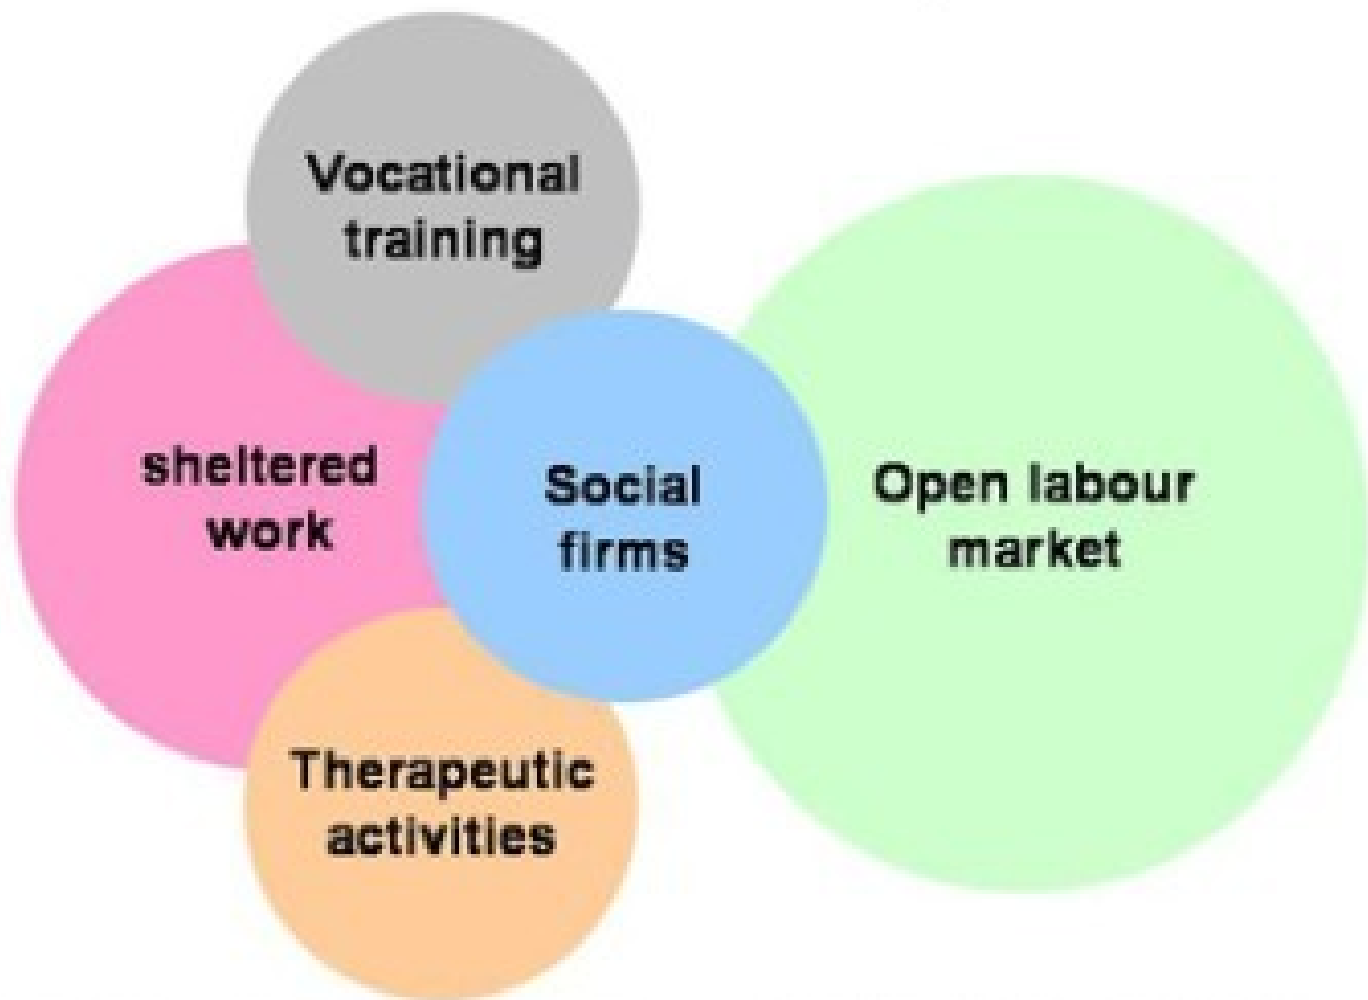 Vocational
training
sheltered
work
Social
firms
Open labour
market
Therapeutic
activities